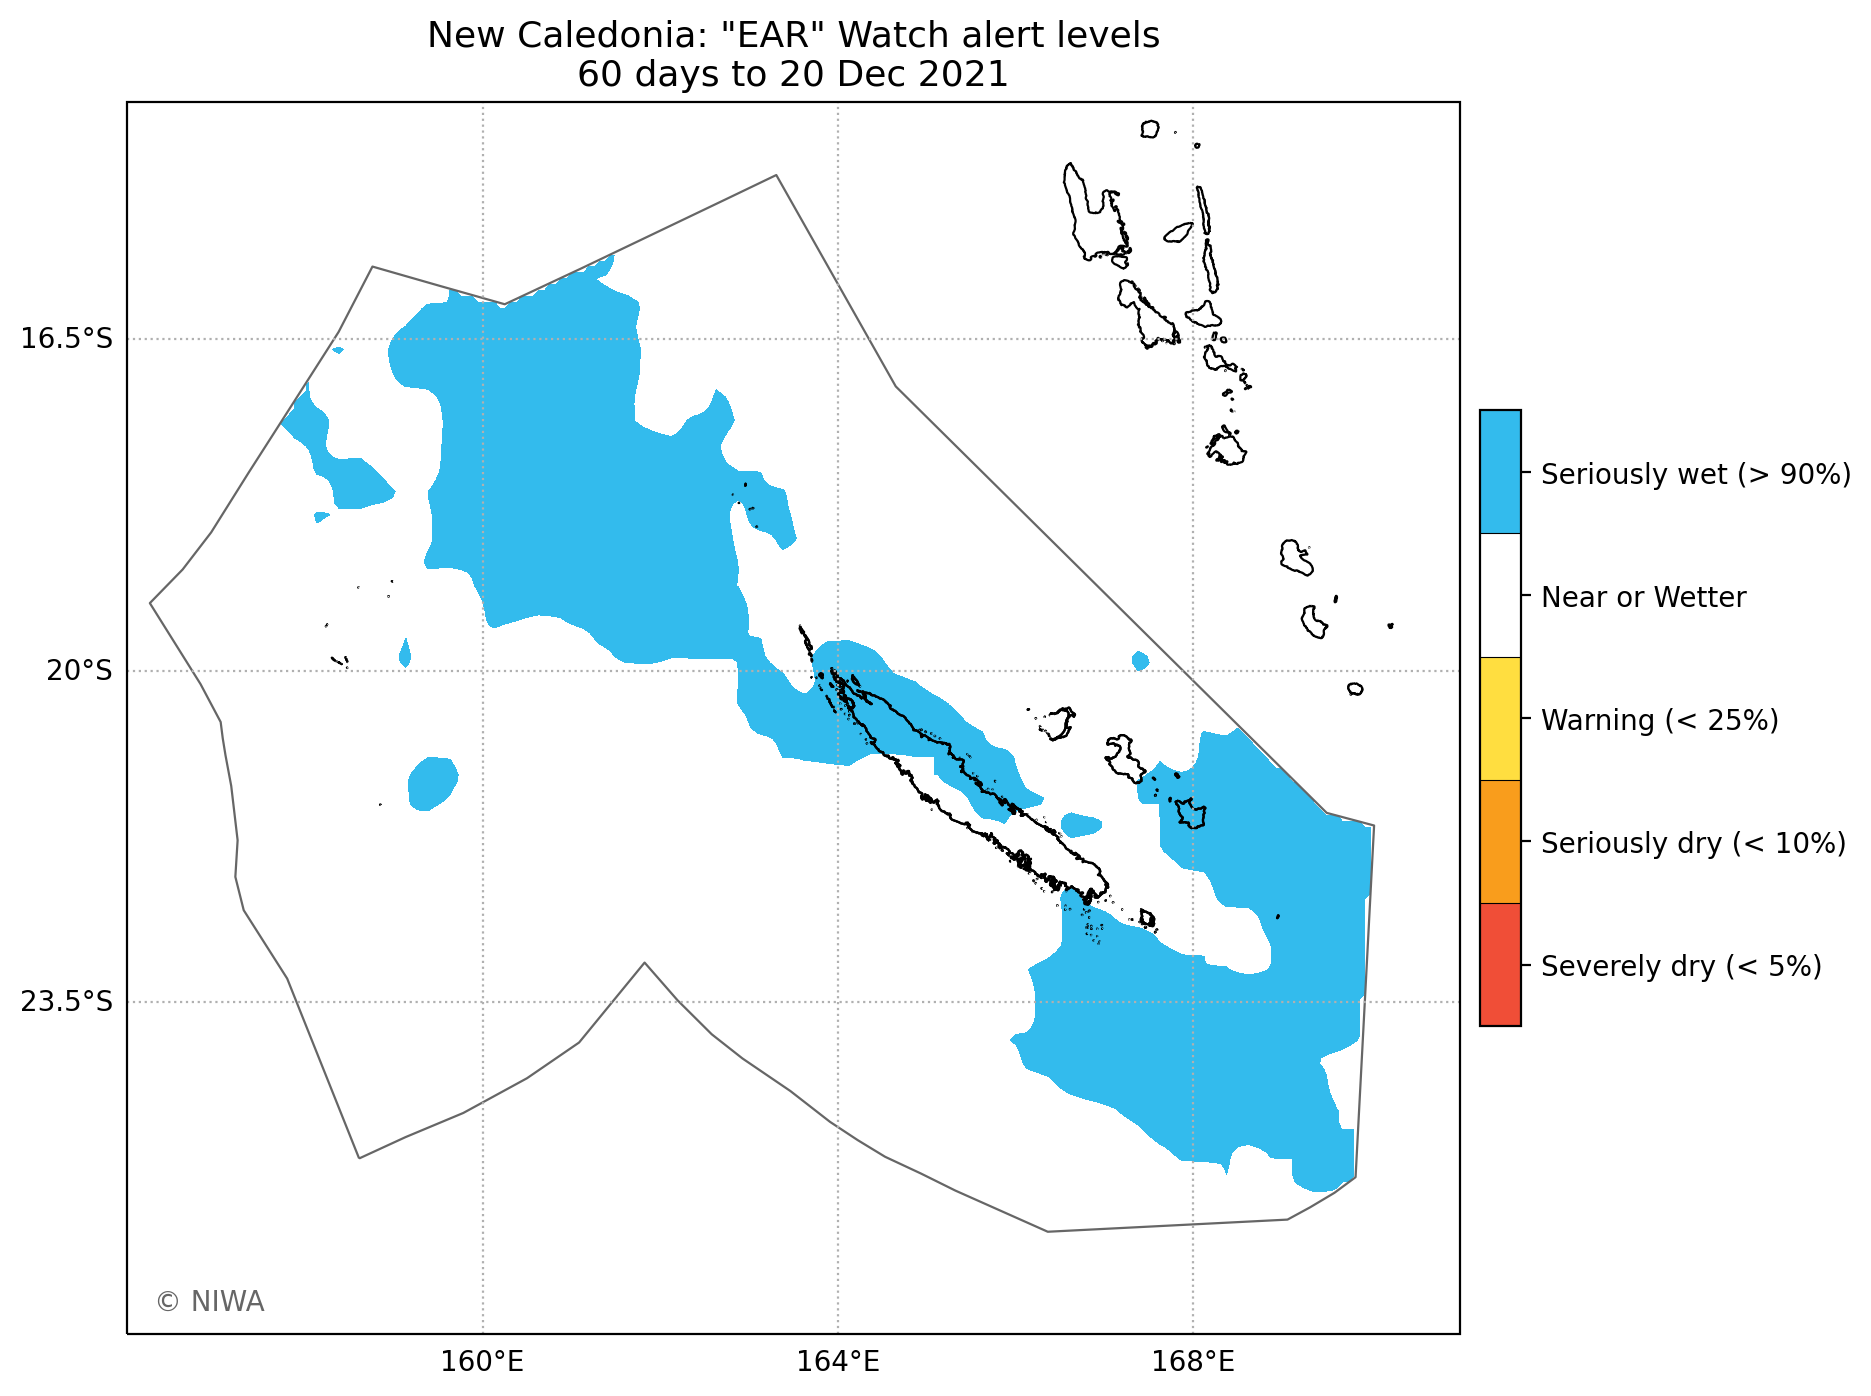 New Caledonia: "EAR" Watch alert levels
60 days to 20 Dec 2021
16.5°S
20°S
23.5°S
160°E
164°E
168°E
Seriously wet (> 90%)
Near or Wetter
Warning (< 25%)
Seriously dry (< 10%)
Severely dry (< 5%)
© NIWA